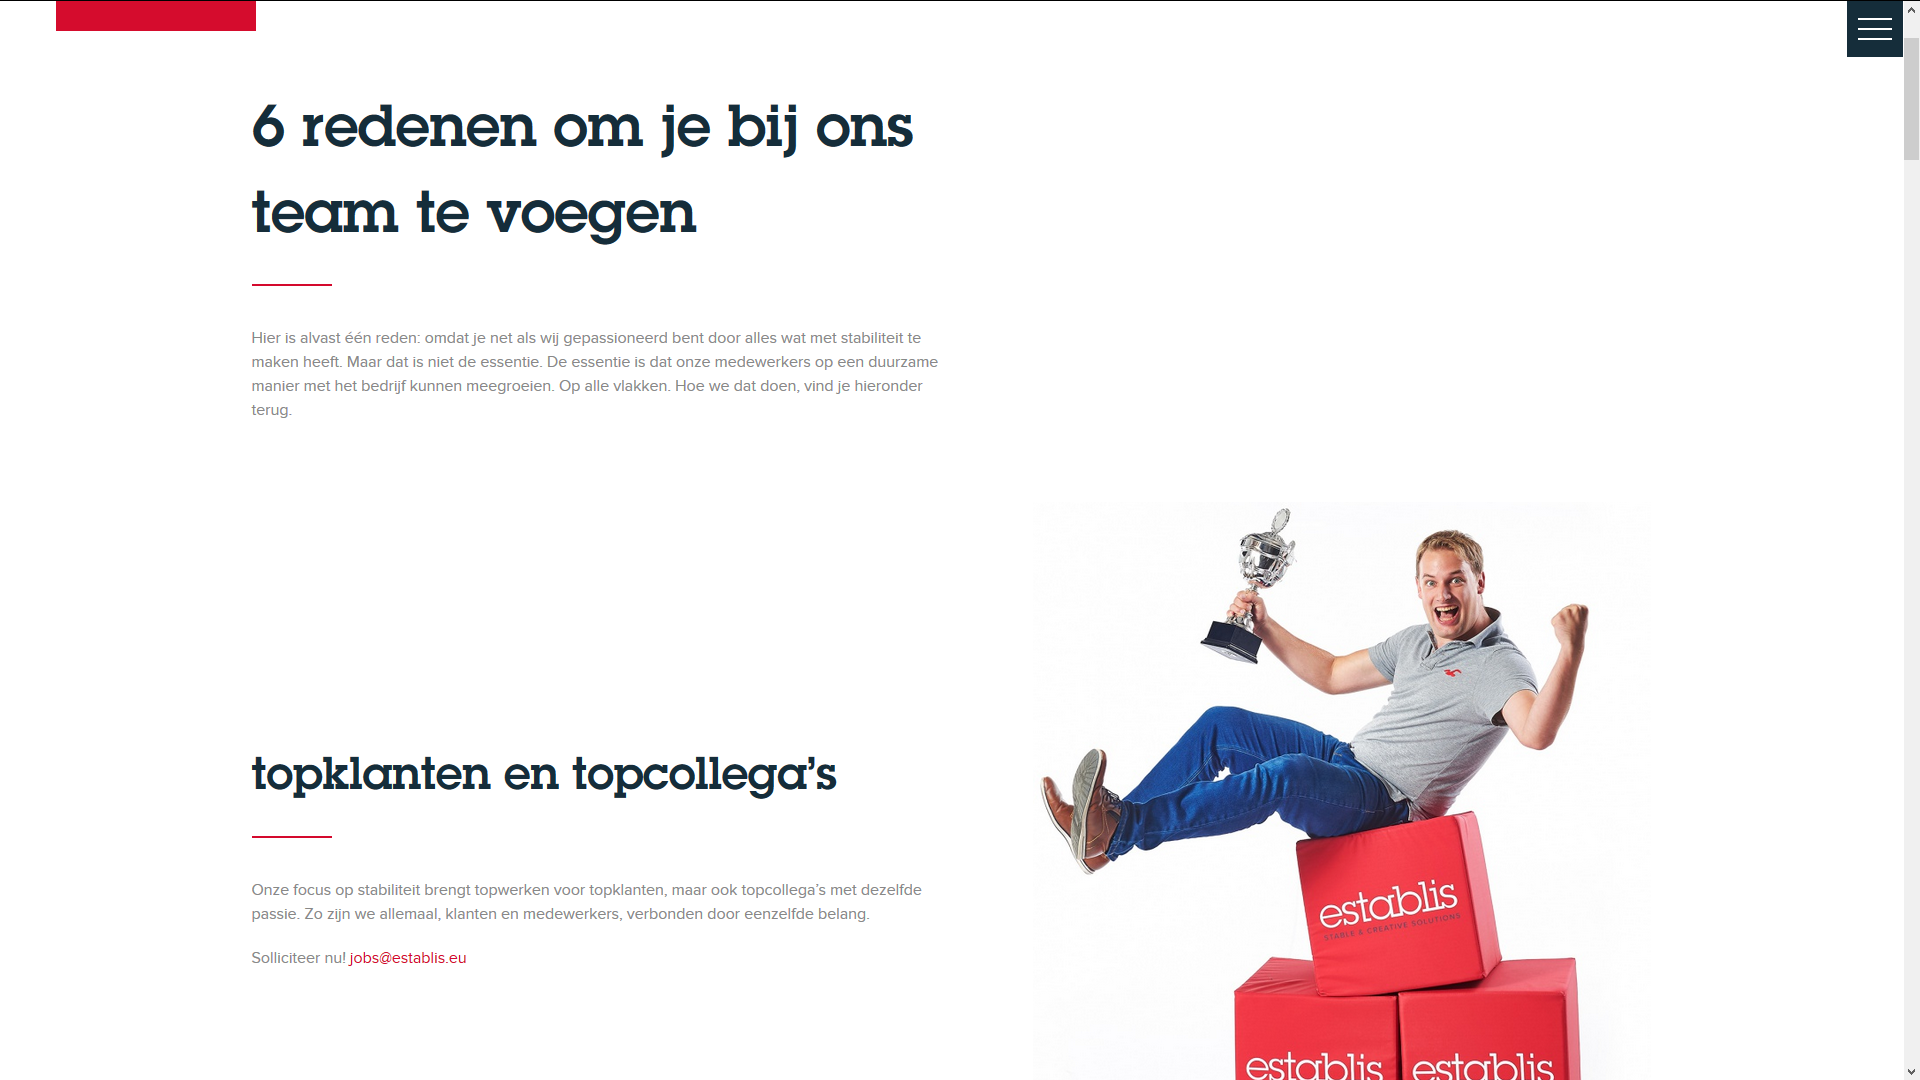 6 redenen om je bij ons
team te voegen
Hier is alvast één reden: omdat je net als wij gepassioneerd bent door alles wat met stabiliteit te
maken heeft. Maar dat is niet de essentie. De essentie is dat onze medewerkers op een duurzame
manier met het bedrijf kunnen meegroeien. Op alle vlakken. Hoe we dat doen, vind je hieronder
terug.
topklanten en topcollega’s
Onze focus op stabiliteit brengt topwerken voor topklanten, maar ook topcollega’s met dezelfde
passie. Zo zijn we allemaal, klanten en medewerkers, verbonden door eenzelfde belang.
Solliciteer nu! jobs@establis.eu
establis
STABLE & CREATIVE SOLUTIONS
establis
establis